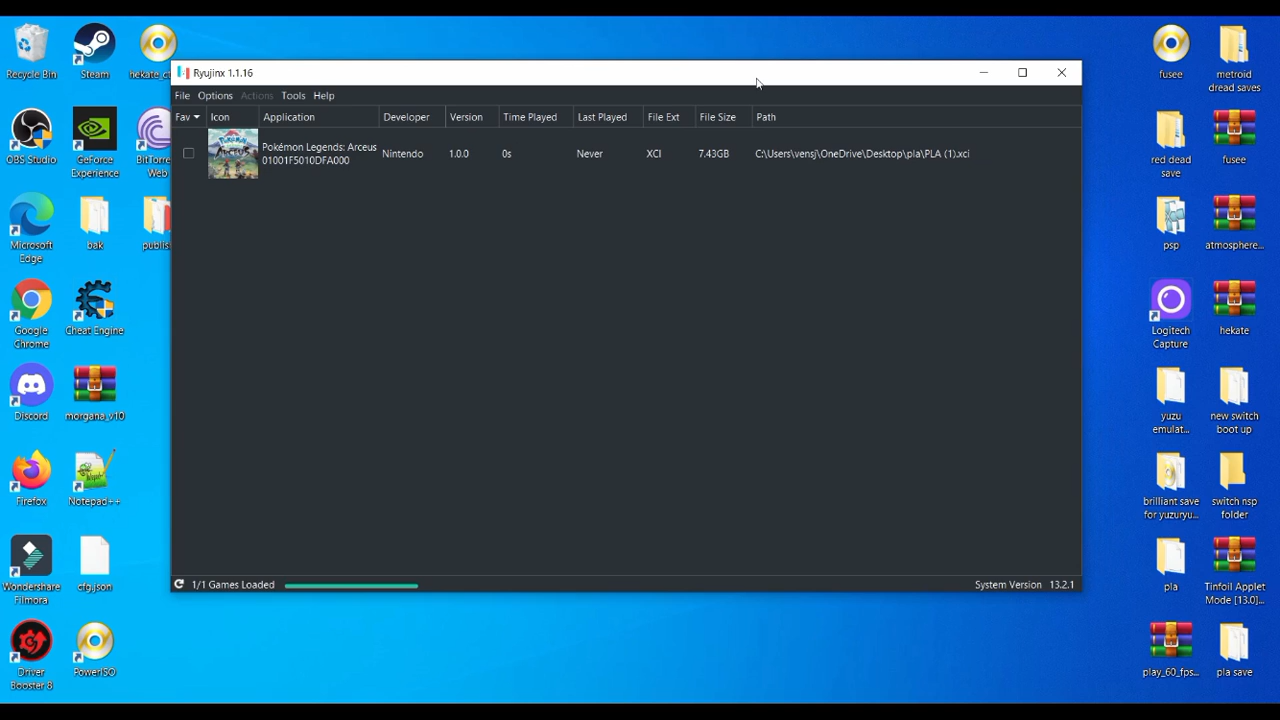 Recycle Bin
Steam
nekate_c
OBS Studio
GeForce
Experience
BitTorre
Web
Microsoft
Edge
bak
publis
Google
Chrome
Cheat Engine
Discord
morgana_v10
Firefox
Notepad++
Wondershare
Filmora
cfg.json
Driver
Booster 8
PowerISO
Ryujinx 1.1.16
File Options Actions Tools Help
Fav Icon Application Developer Version Time Played Last Played File Ext File Size Path
Pokémon Legends: Arceus
01001F5010DFA000
Nintendo 1.0.0 0s Never XCI 7.43GB C:\Users\vensj\OneDrive\Desktop\pla\PLA (1).xci
1/1 Games Loaded
System Version 13.2.1
fusee
metroid
dread saves
red dead
save
fusee
psp
atmosphere...
Logitech
Capture
hekate
yuzu
emulat...
new switch
boot up
brilliant save
for yuzuryu...
switch nsp
folder
pla
Tinfoil Applet
Mode [13.0]...
play_60_fps...
pla save